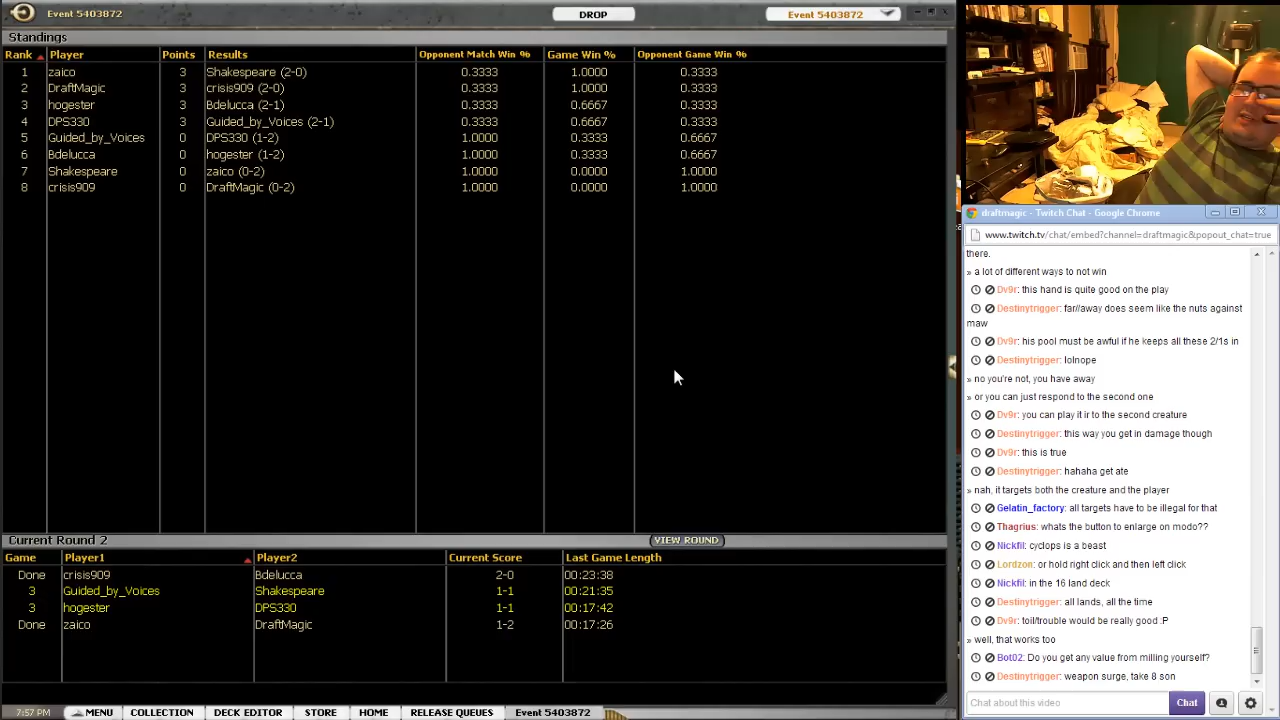 Event 5403872
DROP
Event 5403872
Standings
Rank Player Points Results Opponent Match Win % Game Win % Opponent Game Win %
1 zaico 3 Shakespeare (2-0) 0.3333 1.0000 0.3333
2 DraftMagic 3 crisis909 (2-0) 0.3333 1.0000 0.3333
3 hogester 3 Bdelucca (2-1) 0.3333 0.6667 0.3333
4 DPS330 3 Guided_by_Voices (2-1) 0.3333 0.6667 0.3333
5 Guided_by_Voices 0 DPS330 (1-2) 1.0000 0.3333 0.6667
6 Bdelucca 0 hogester (1-2) 1.0000 0.3333 0.6667
7 Shakespeare 0 zaico (0-2) 1.0000 0.0000 1.0000
8 crisis909 0 DraftMagic (0-2) 1.0000 0.0000 1.0000
Current Round 2
VIEW ROUND
Game Player1 Player2 Current Score Last Game Length
Done crisis909 Bdelucca 2-0 00:23:38
3 Guided_by_Voices Shakespeare 1-1 00:21:35
3 hogester DPS330 1-1 00:17:42
Done zaico DraftMagic 1-2 00:17:26
7:57 PM MENU COLLECTION DECK EDITOR STORE HOME RELEASE QUEUES Event 5403872
draftmagic - Twitch Chat - Google Chrome
www.twitch.tv/chat/embed?channel=draftmagic&popout_chat=true
there.
» a lot of different ways to not win
Dv9r: this hand is quite good on the play
Destinytrigger: far//away does seem like the nuts against
maw
Dv9r: his pool must be awful if he keeps all these 2/1s in
Destinytrigger: lolnope
» no you're not, you have away
» or you can just respond to the second one
Dv9r: you can play it ir to the second creature
Destinytrigger: this way you get in damage though
Dv9r: this is true
Destinytrigger: hahaha get ate
» nah, it targets both the creature and the player
Gelatin_factory: all targets have to be illegal for that
Thagrius: whats the button to enlarge on modo??
Nickfil: cyclops is a beast
Lordzon: or hold right click and then left click
Nickfil: in the 16 land deck
Destinytrigger: all lands, all the time
Dv9r: toil/trouble would be really good :P
» well, that works too
Bot02: Do you get any value from milling yourself?
Destinytrigger: weapon surge, take 8 son
Chat about this video
Chat